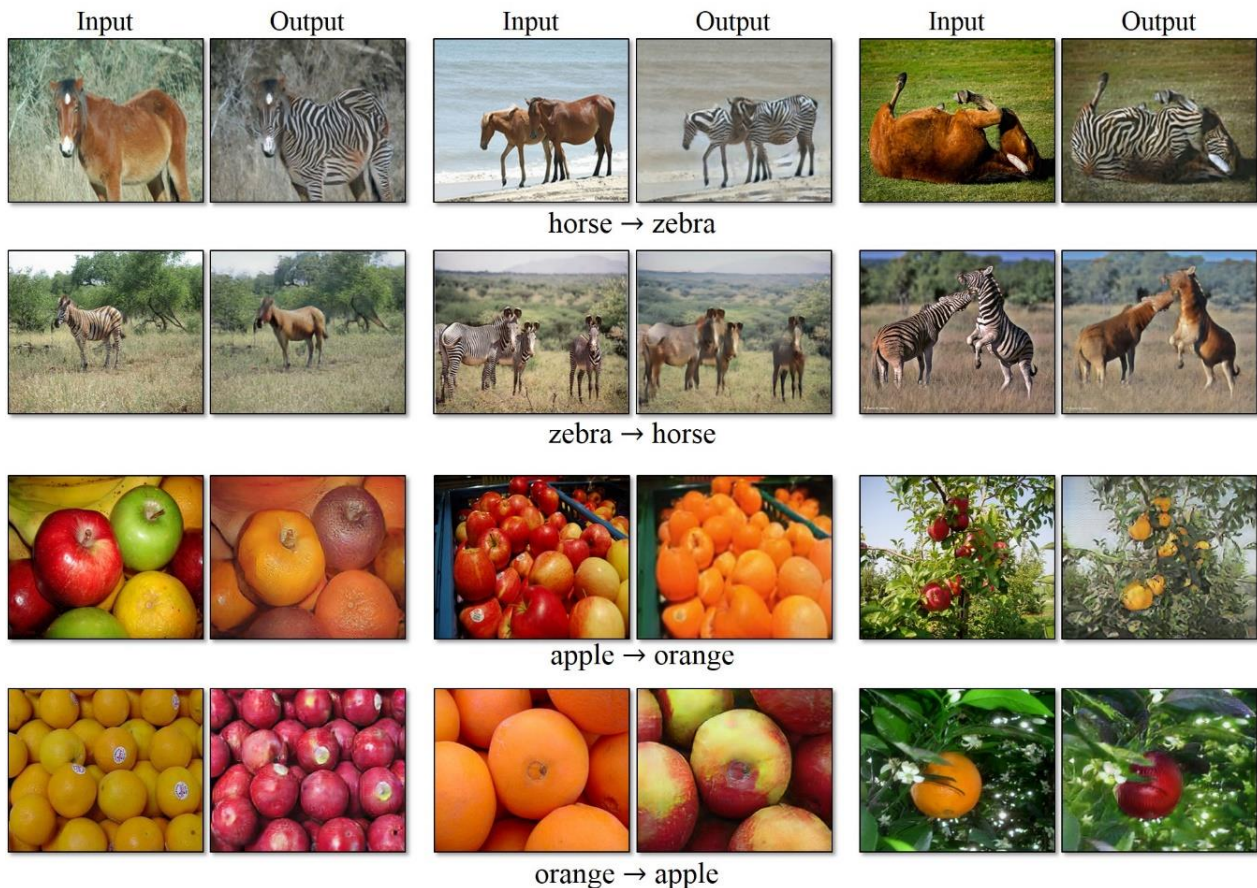 Input Output Input Output Input Output
horse → zebra
zebra → horse
apple → orange
orange → apple